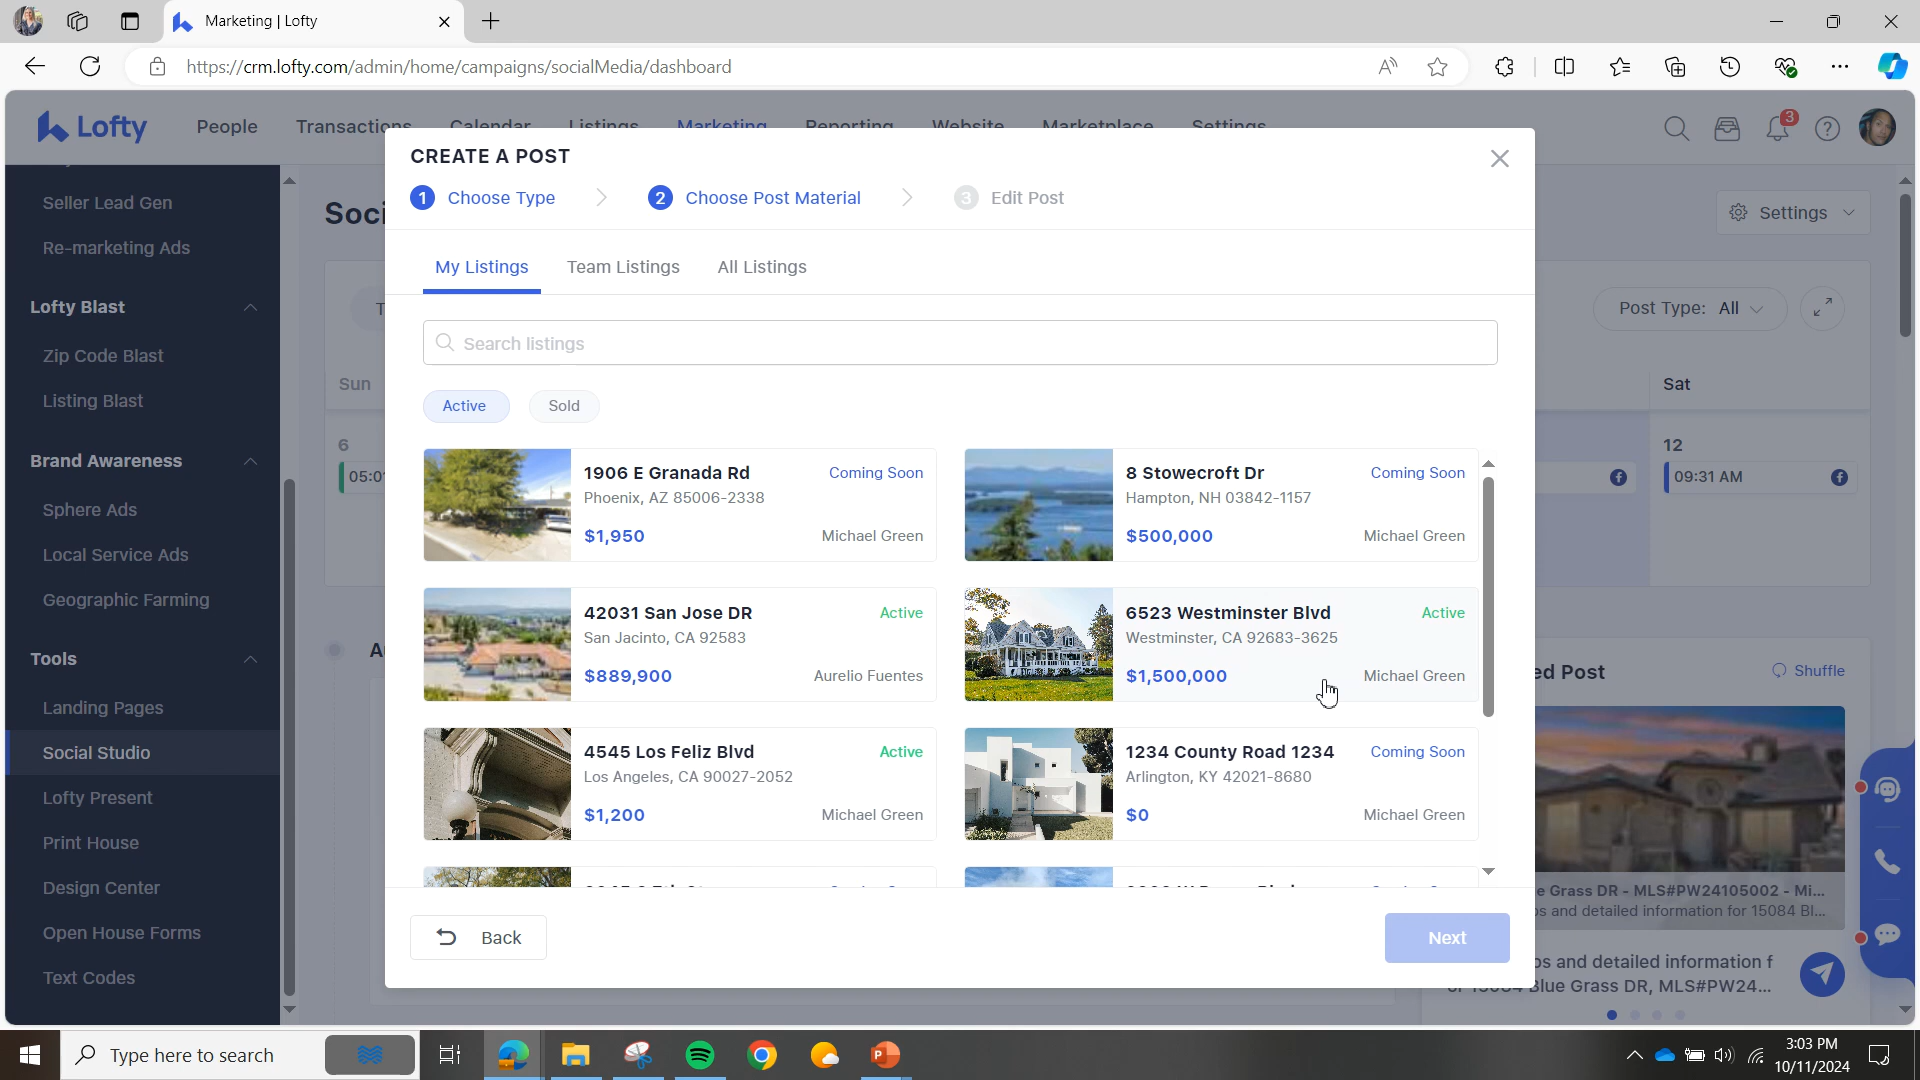 Marketing | Lofty
https://crm.lofty.com/admin/home/campaigns/socialMedia/dashboard
Lofty
People
Transactions
Calendar
Listings
Marketing
Reporting
Website
Marketplace
Settings
3
Seller Lead Gen
Re-marketing Ads
Lofty Blast
Zip Code Blast
Listing Blast
Brand Awareness
Sphere Ads
Local Service Ads
Geographic Farming
Tools
Landing Pages
Social Studio
Lofty Present
Print House
Design Center
Open House Forms
Text Codes
Soci
Settings
Post Type: All
Sun
Sat
6
05:01
12
09:31 AM
CREATE A POST
1 Choose Type
2 Choose Post Material
3 Edit Post
My Listings
Team Listings
All Listings
Search listings
Active
Sold
1906 E Granada Rd
Coming Soon
Phoenix, AZ 85006-2338
$1,950
Michael Green
8 Stowecroft Dr
Coming Soon
Hampton, NH 03842-1157
$500,000
Michael Green
42031 San Jose DR
Active
San Jacinto, CA 92583
$889,900
Aurelio Fuentes
6523 Westminster Blvd
Active
Westminster, CA 92683-3625
$1,500,000
Michael Green
4545 Los Feliz Blvd
Active
Los Angeles, CA 90027-2052
$1,200
Michael Green
1234 County Road 1234
Coming Soon
Arlington, KY 42021-8680
$0
Michael Green
Back
Next
ed Post
Shuffle
e Grass DR - MLS#PW24105002 - Mi...
os and detailed information for 15084 Bl...
os and detailed information f
or 15084 Blue Grass DR, MLS#PW24...
Type here to search
3:03 PM
10/11/2024